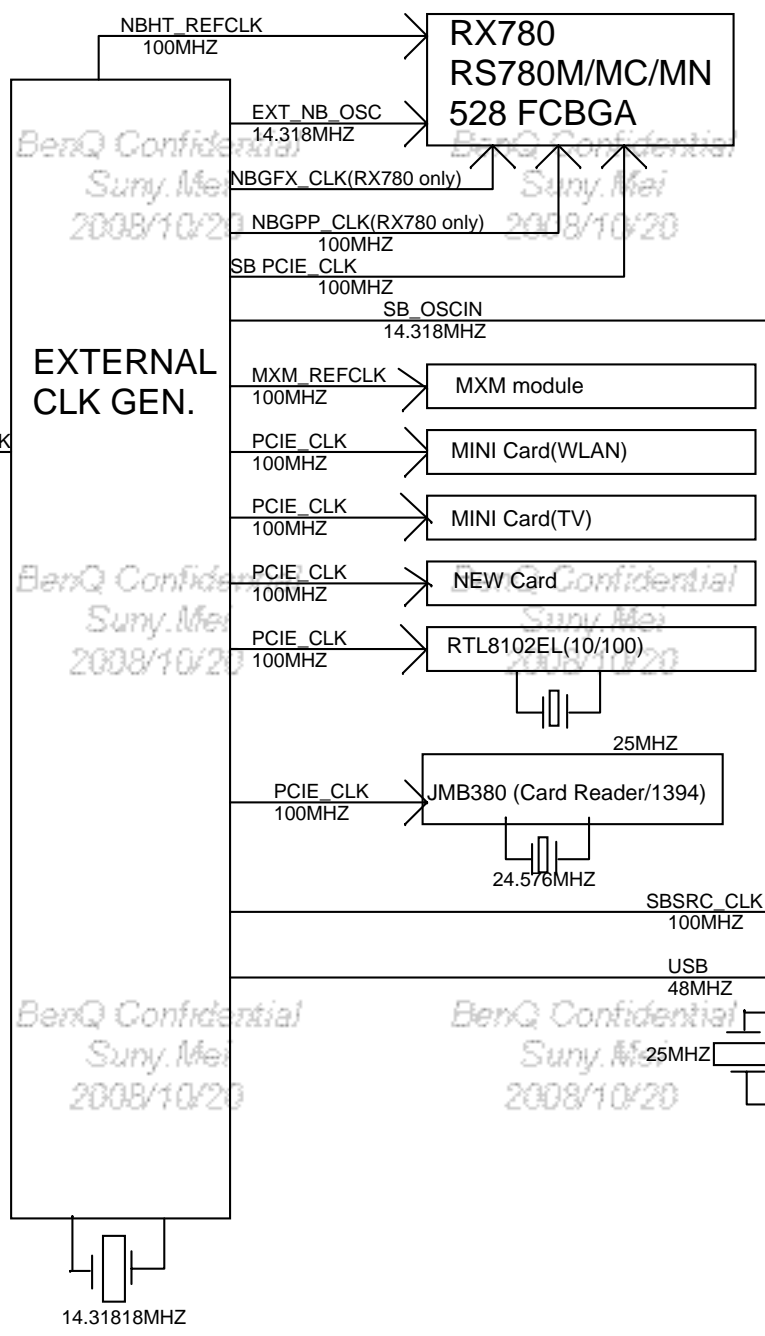 NBHT_REFCLK
100MHZ
RX780
RS780M/MC/MN
528 FCBGA
EXT_NB_OSC
14.318MHZ
BenQ Confidential
Suny.Mei
2008/10/20
BenQ Confidential
Suny.Mei
2008/10/20
NBGFX_CLK(RX780 only)
NBGPP_CLK(RX780 only)
100MHZ
SB PCIE_CLK
100MHZ
SB_OSCIN
14.318MHZ
EXTERNAL
CLK GEN.
MXM_REFCLK
100MHZ
MXM module
K
PCIE_CLK
100MHZ
MINI Card(WLAN)
PCIE_CLK
100MHZ
MINI Card(TV)
BenQ Confidential
Suny.Mei
2008/10/20
PCIE_CLK
100MHZ
NEW Card
BenQ Confidential
Suny.Mei
2008/10/20
PCIE_CLK
100MHZ
RTL8102EL(10/100)
25MHZ
PCIE_CLK
100MHZ
JMB380 (Card Reader/1394)
24.576MHZ
SBSRC_CLK
100MHZ
USB
48MHZ
BenQ Confidential
Suny.Mei
2008/10/20
BenQ Confidential
Suny.Mei
2008/10/20
25MHZ
14.31818MHZ